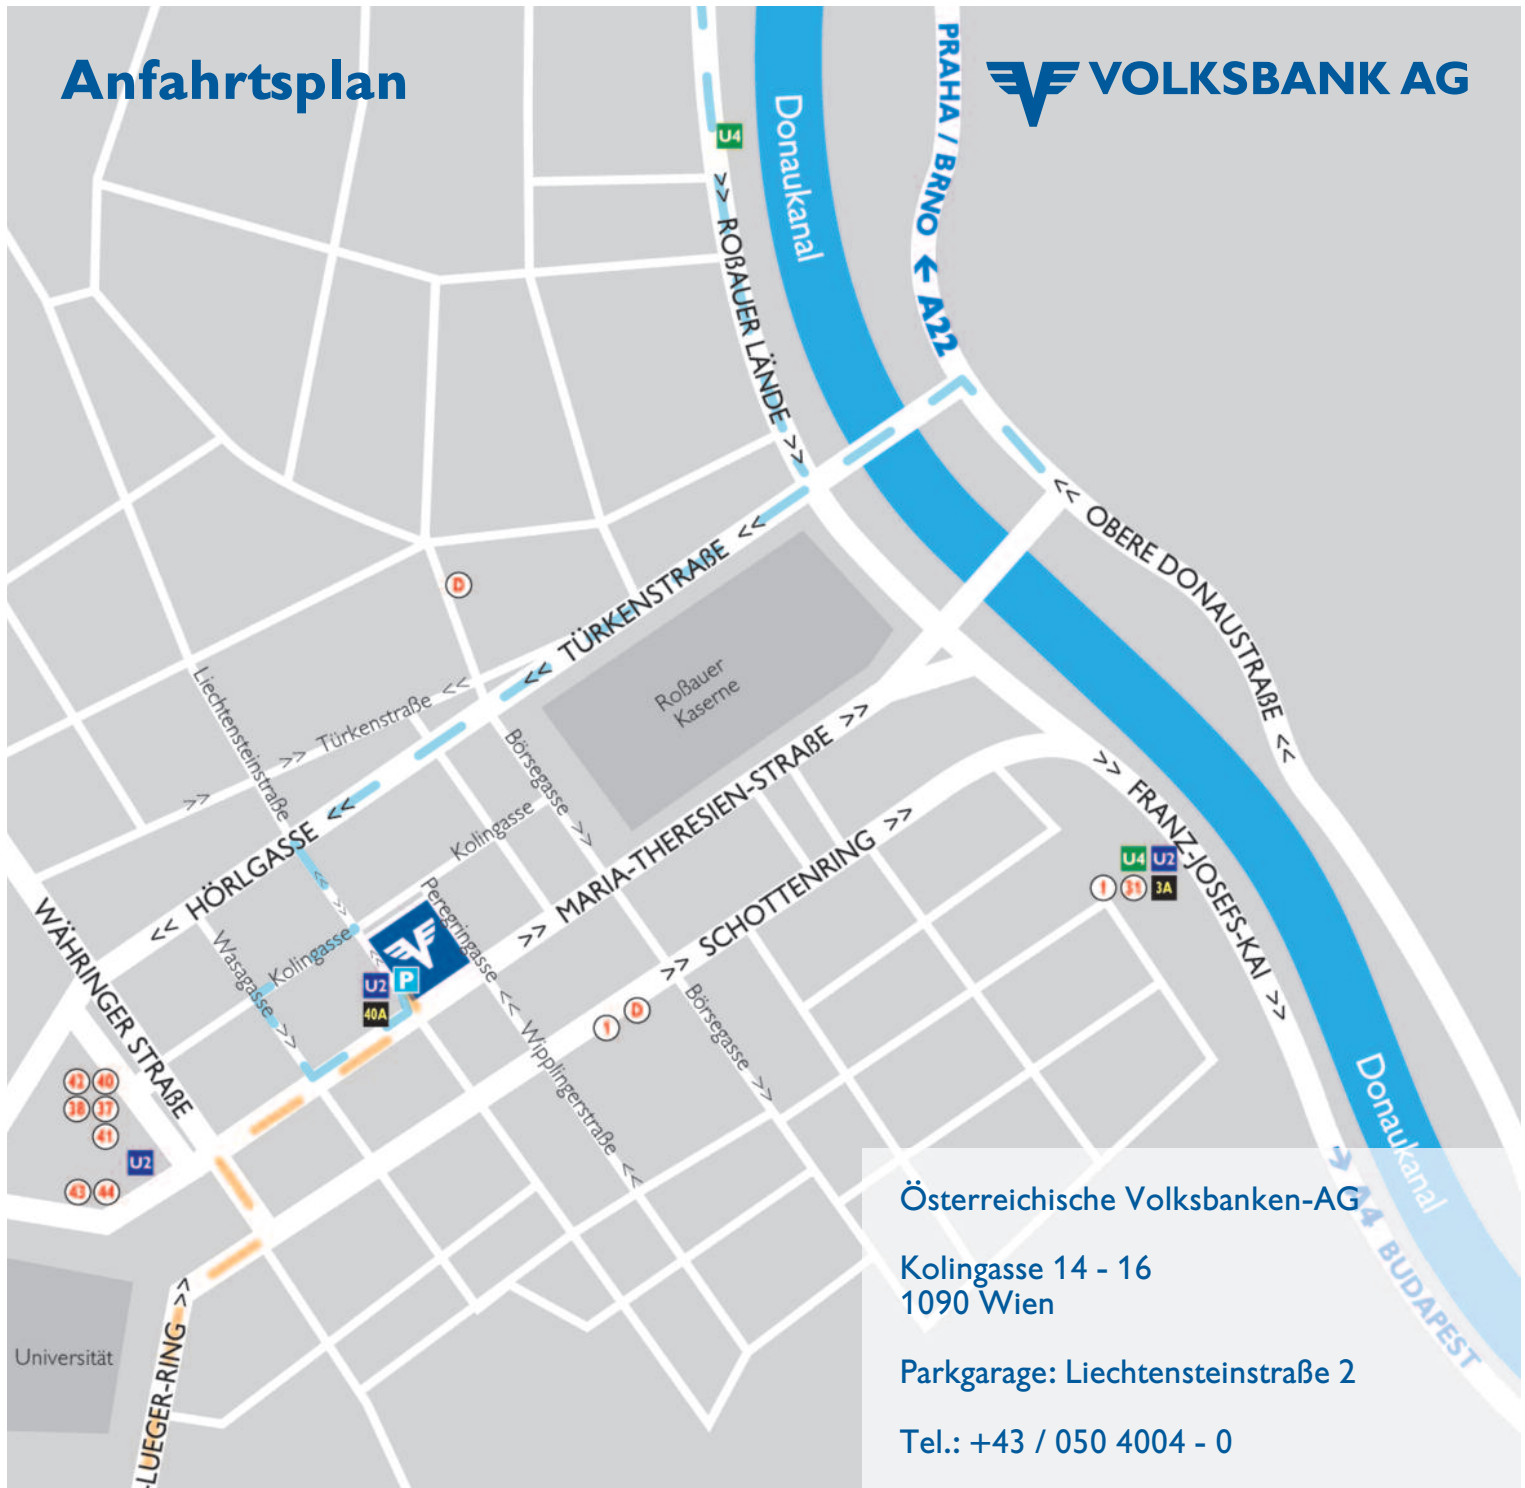 Anfahrtsplan
VOLKSBANK AG
PRAHA / BRNO ← A22
Donaukanal
U4
>> ROßAUER LÄNDE >>
<< OBERE DONAUSTRAßE <<
<< TÜRKENSTRAßE <<
D
Roßauer
Kaserne
Liechtensteinstraße
>> Türkenstraße <<
>>
Börsegasse >>
Kolingasse
<< HÖRLGASSE <<
>> MARIA-THERESIEN-STRAßE >>
>> SCHOTTENRING >>
>> FRANZ-JOSEFS-KAI >>
U4 U2
1 31 3A
WÄHRINGER STRAßE
Wasagasse >>
Kolingasse
<< >>
<<
Peregringasse << Wipplingerstraße <<
P
U2
40A
1 D
Börsegasse >>
42 40
38 37
41
U2
43 44
Donaukanal
→ A4 BUDAPEST
Universität
-LUEGER-RING >>
Österreichische Volksbanken-AG
Kolingasse 14 - 16
1090 Wien
Parkgarage: Liechtensteinstraße 2
Tel.: +43 / 050 4004 - 0